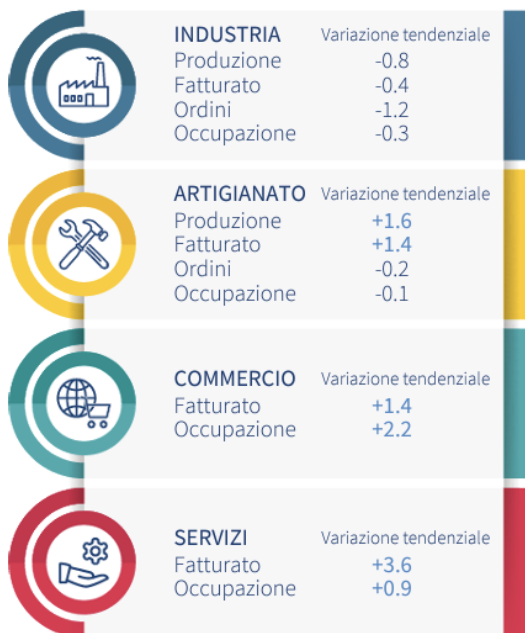 INDUSTRIA Variazione tendenziale
Produzione -0.8
Fatturato -0.4
Ordini -1.2
Occupazione -0.3
ARTIGIANATO Variazione tendenziale
Produzione +1.6
Fatturato +1.4
Ordini -0.2
Occupazione -0.1
COMMERCIO Variazione tendenziale
Fatturato +1.4
Occupazione +2.2
SERVIZI Variazione tendenziale
Fatturato +3.6
Occupazione +0.9